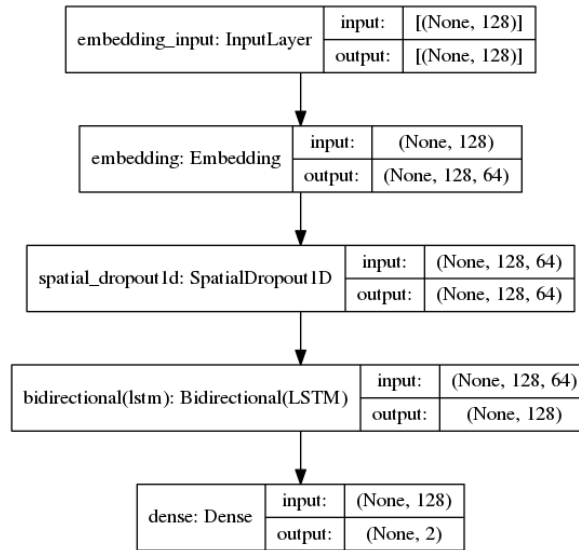 embedding_input: InputLayer
input: [(None, 128)]
output: [(None, 128)]
embedding: Embedding
input: (None, 128)
output: (None, 128, 64)
spatial_dropout1d: SpatialDropout1D
input: (None, 128, 64)
output: (None, 128, 64)
bidirectional(lstm): Bidirectional(LSTM)
input: (None, 128, 64)
output: (None, 128)
dense: Dense
input: (None, 128)
output: (None, 2)